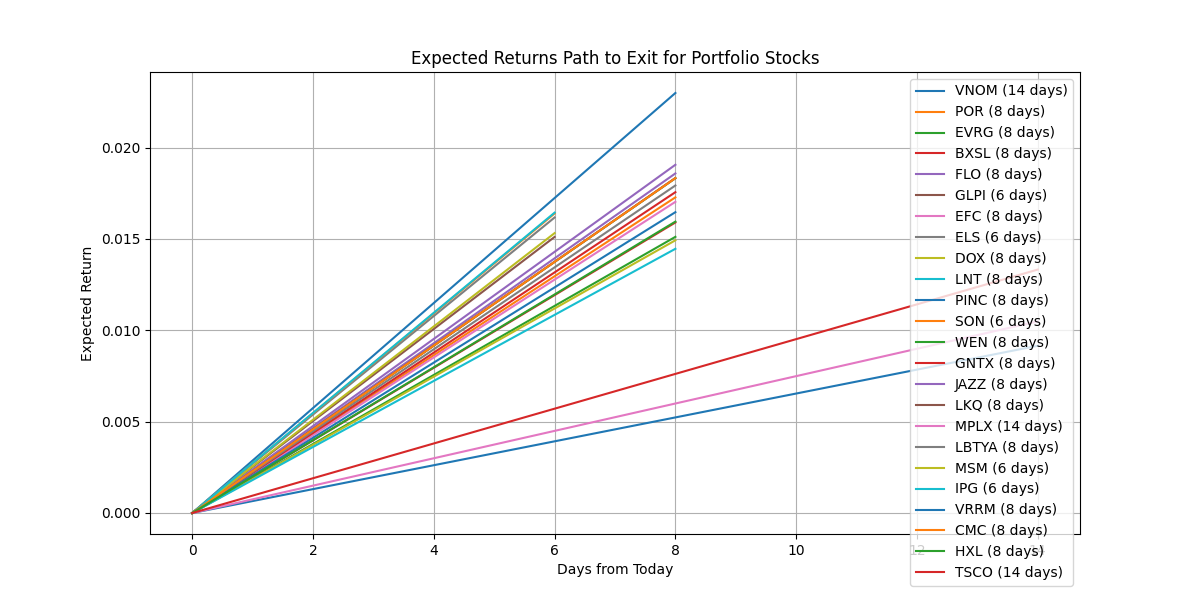 Expected Returns Path to Exit for Portfolio Stocks
Expected Return
0.020
0.015
0.010
0.005
0.000
0 2 4 6 8 10 12 14
Days from Today
VNOM (14 days)
POR (8 days)
EVRG (8 days)
BXSL (8 days)
FLO (8 days)
GLPI (6 days)
EFC (8 days)
ELS (6 days)
DOX (8 days)
LNT (8 days)
PINC (8 days)
SON (6 days)
WEN (8 days)
GNTX (8 days)
JAZZ (8 days)
LKQ (8 days)
MPLX (14 days)
LBTYA (8 days)
MSM (6 days)
IPG (6 days)
VRRM (8 days)
CMC (8 days)
HXL (8 days)
TSCO (14 days)